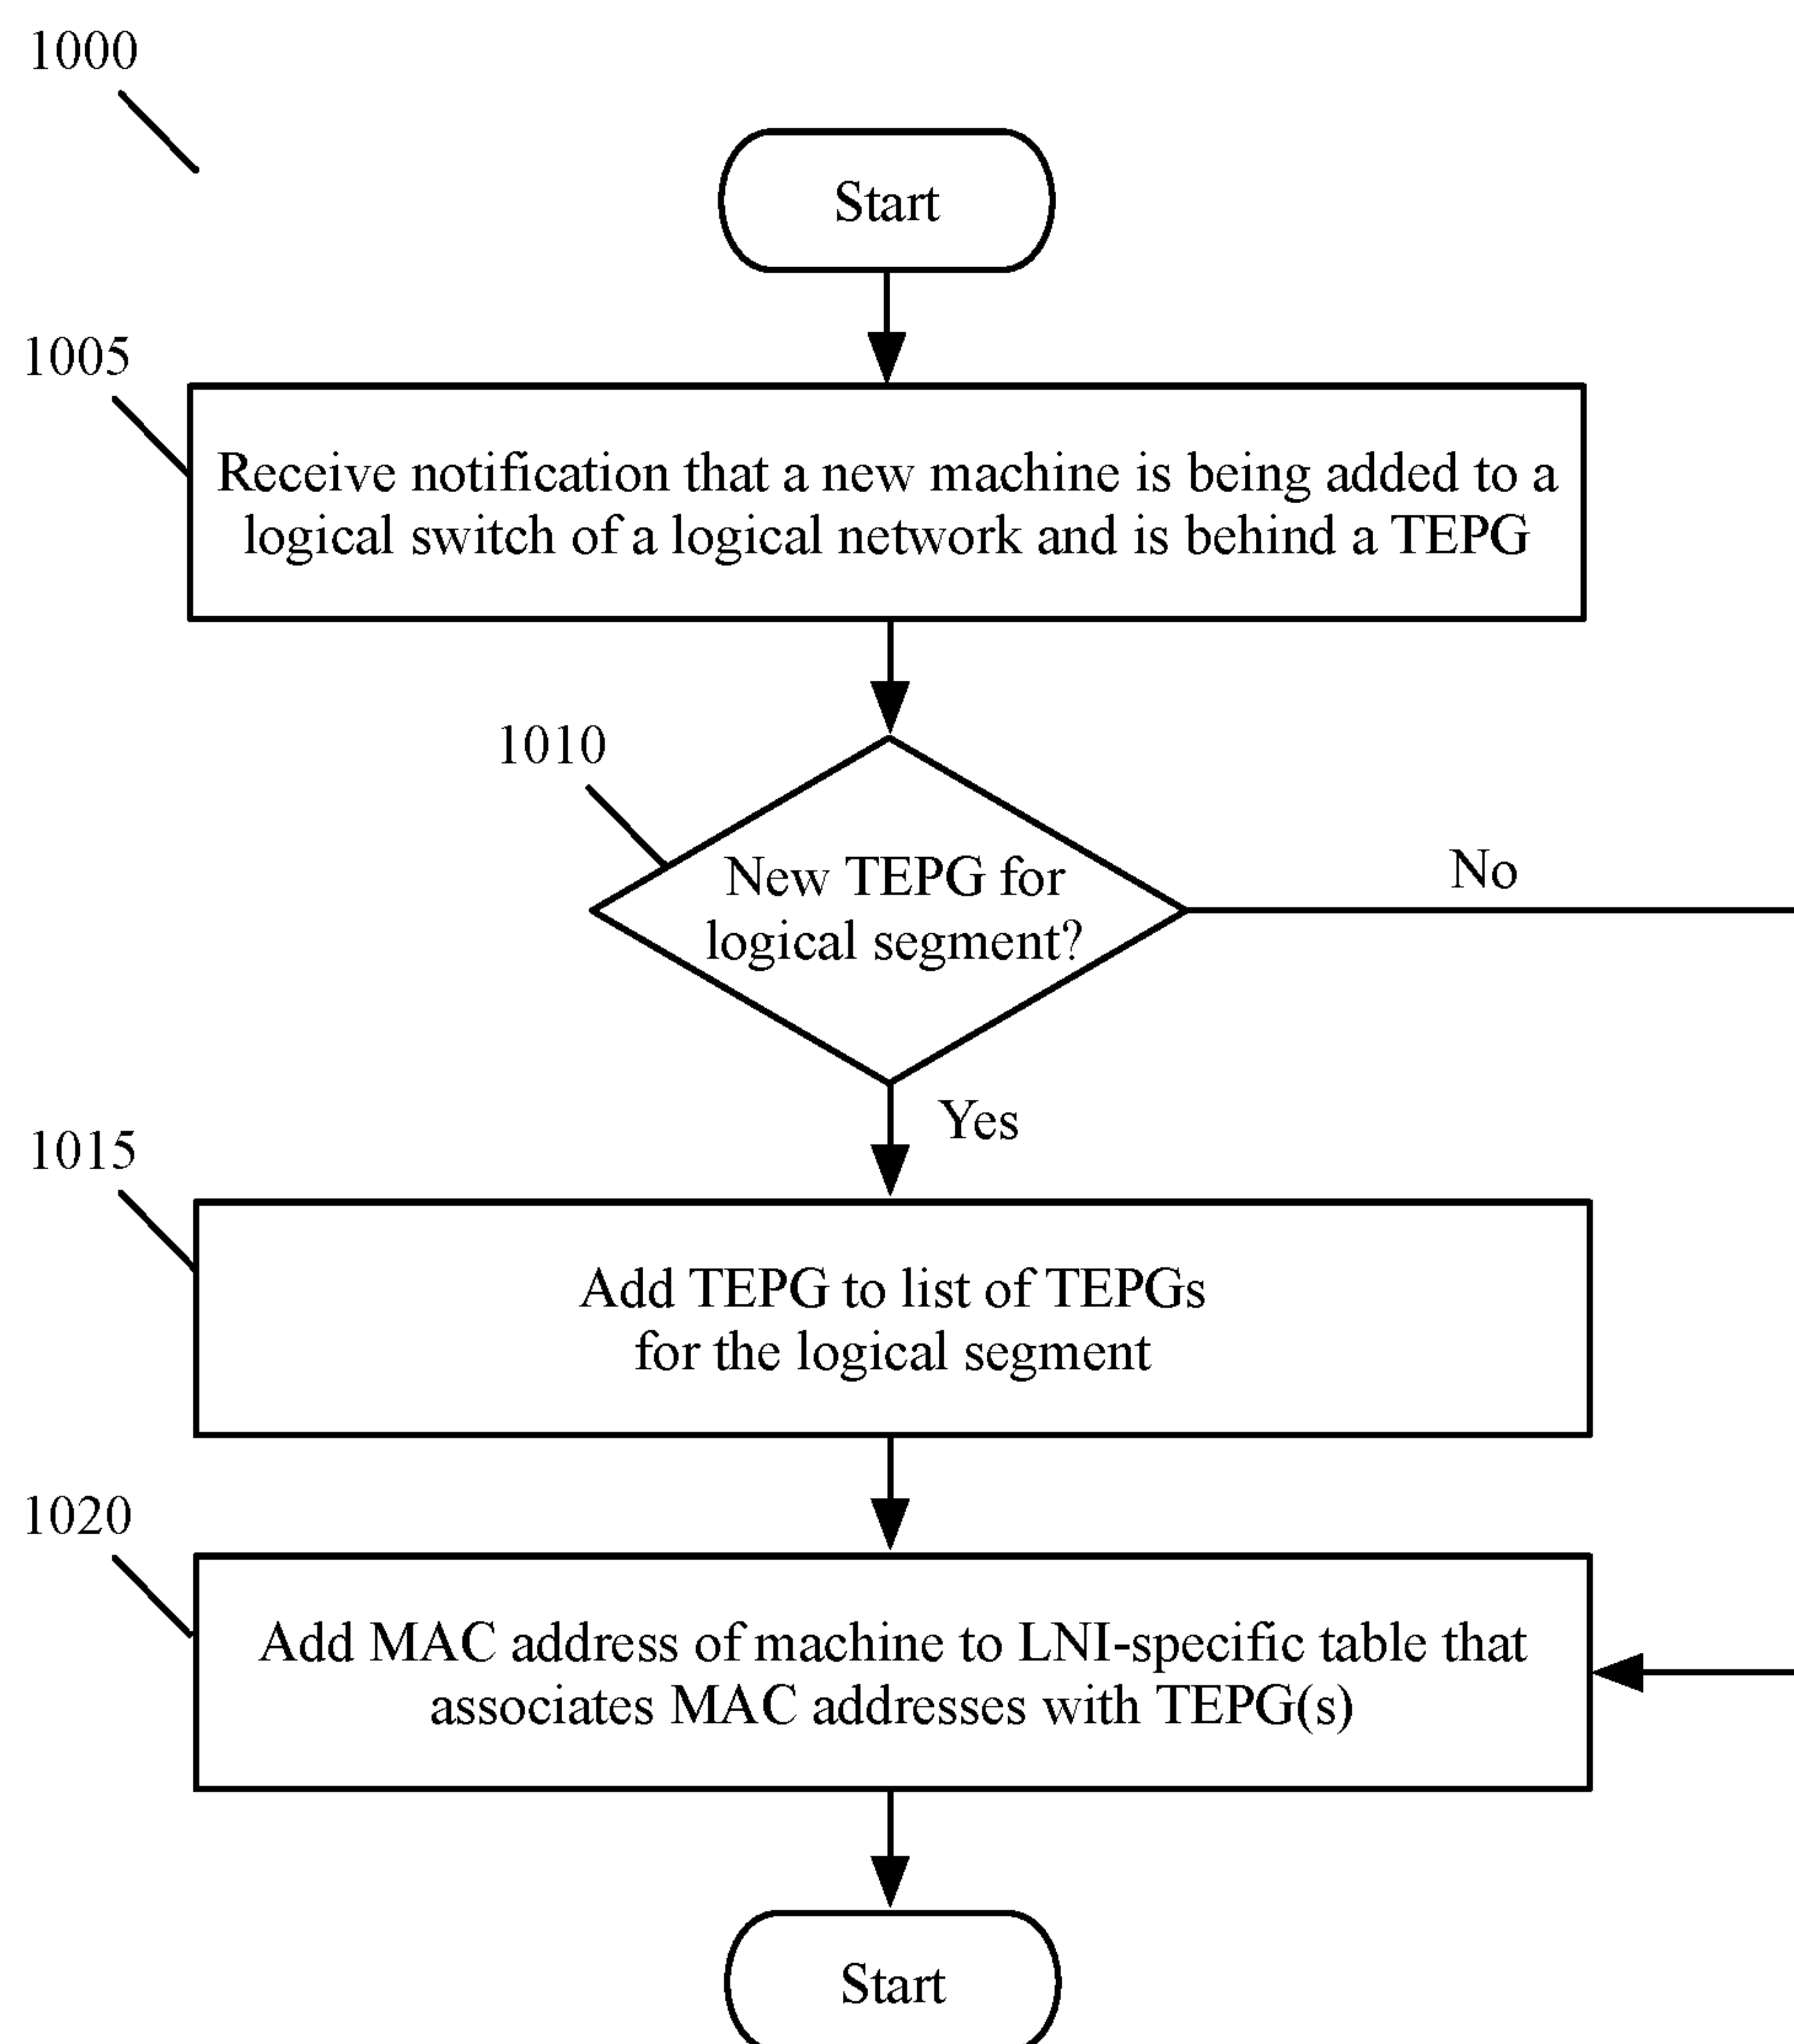 1000
Start
1005
Receive notification that a new machine is being added to a
logical switch of a logical network and is behind a TEPG
1010
New TEPG for
logical segment?
No
Yes
1015
Add TEPG to list of TEPGs
for the logical segment
1020
Add MAC address of machine to LNI-specific table that
associates MAC addresses with TEPG(s)
Start